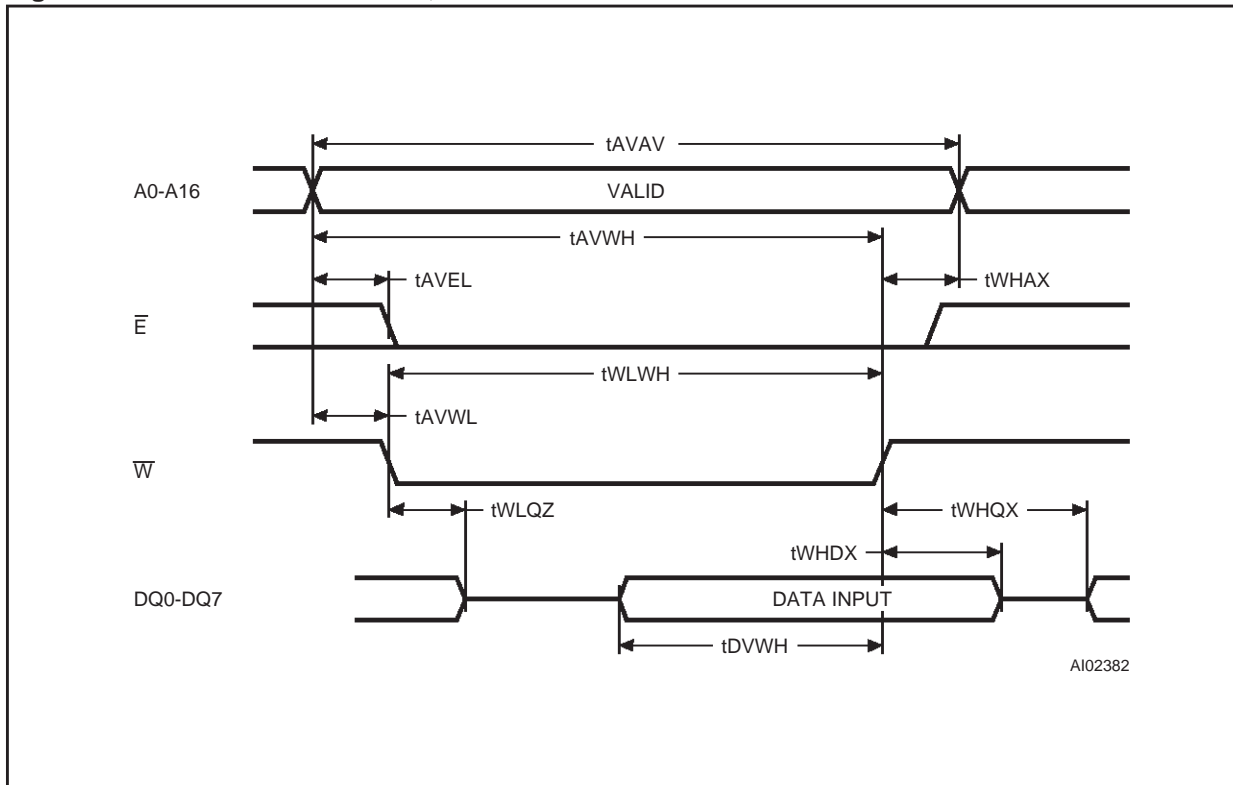 tAVAV
A0-A16
VALID
tAVWH
tAVEL
tWHAX
E̅
tWLWH
tAVWL
W̅
tWLQZ
tWHQX
tWHDX
DQ0-DQ7
DATA INPUT
tDVWH
AI02382